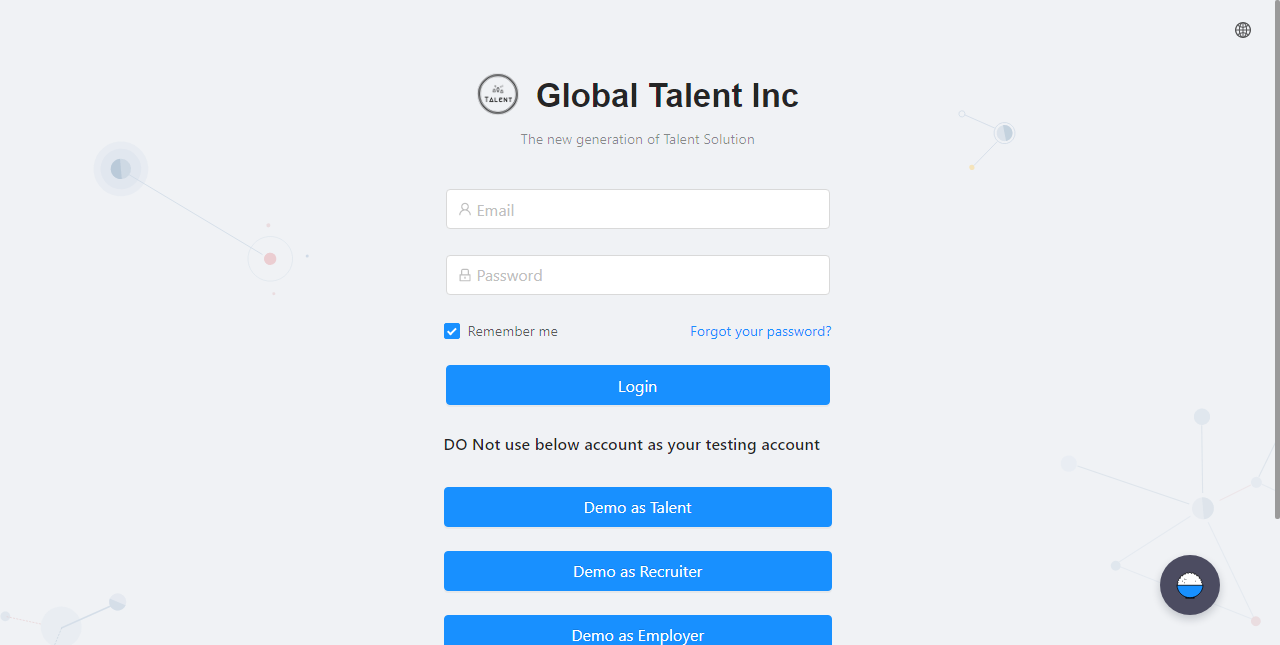 TALENT
Global Talent Inc
The new generation of Talent Solution
Email
Password
Remember me
Forgot your password?
Login
DO Not use below account as your testing account
Demo as Talent
Demo as Recruiter
Demo as Employer